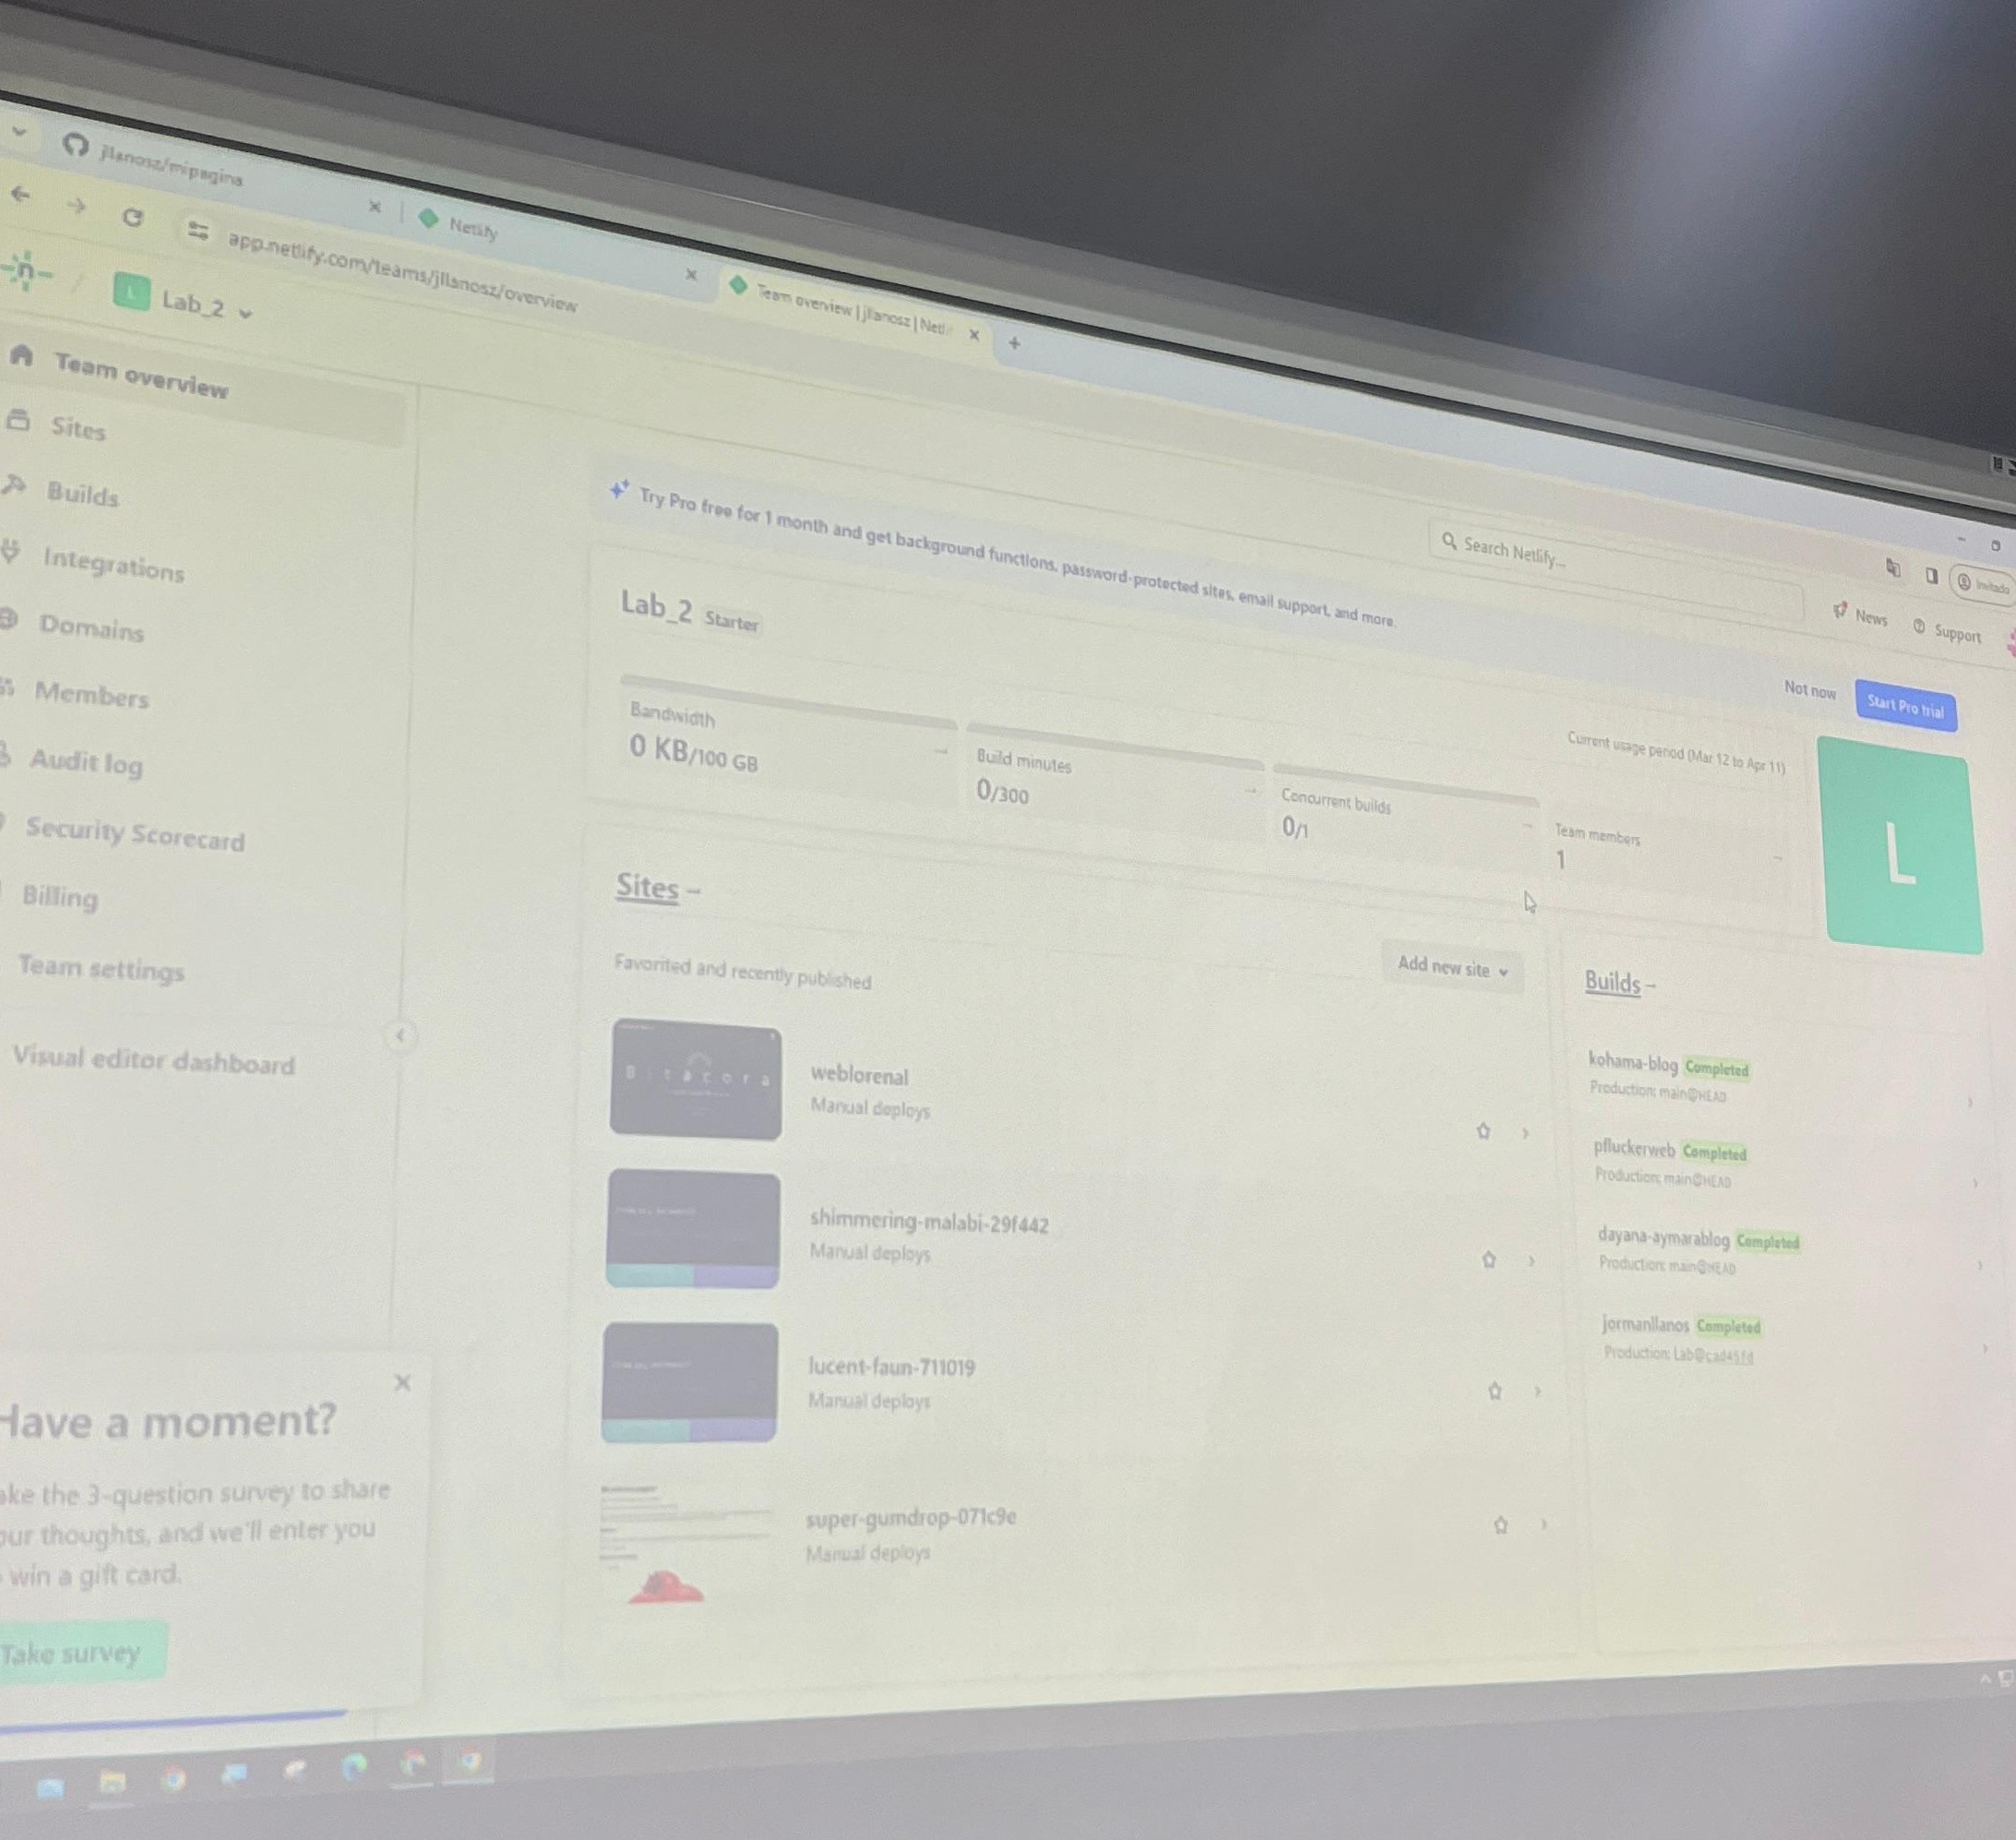 jllanosz/mipagina
Netlify
Team overview | jllanosz | Netli
app.netlify.com/teams/jllanosz/overview
Lab_2
Search Netlify...
Invitado
News
Support
Team overview
Sites
Builds
Integrations
Domains
Members
Audit log
Security Scorecard
Billing
Team settings
Visual editor dashboard
Have a moment?
ake the 3-question survey to share
our thoughts, and we'll enter you
win a gift card.
Take survey
Try Pro free for 1 month and get background functions, password-protected sites, email support, and more.
Not now
Start Pro trial
Lab_2 Starter
Current usage period (Mar 12 to Apr 11)
L
Bandwidth
0 KB/100 GB
Build minutes
0/300
Concurrent builds
0/1
Team members
1
Sites
Add new site
Favorited and recently published
Bitacora
weblorenal
Manual deploys
shimmering-malabi-29f442
Manual deploys
lucent-faun-711019
Manual deploys
super-gumdrop-071c9e
Manual deploys
Builds
kohama-blog Completed
Production: main@HEAD
pfluckerweb Completed
Production: main@HEAD
dayana-aymarablog Completed
Production: main@HEAD
jormanllanos Completed
Production: Lab@cad45fd